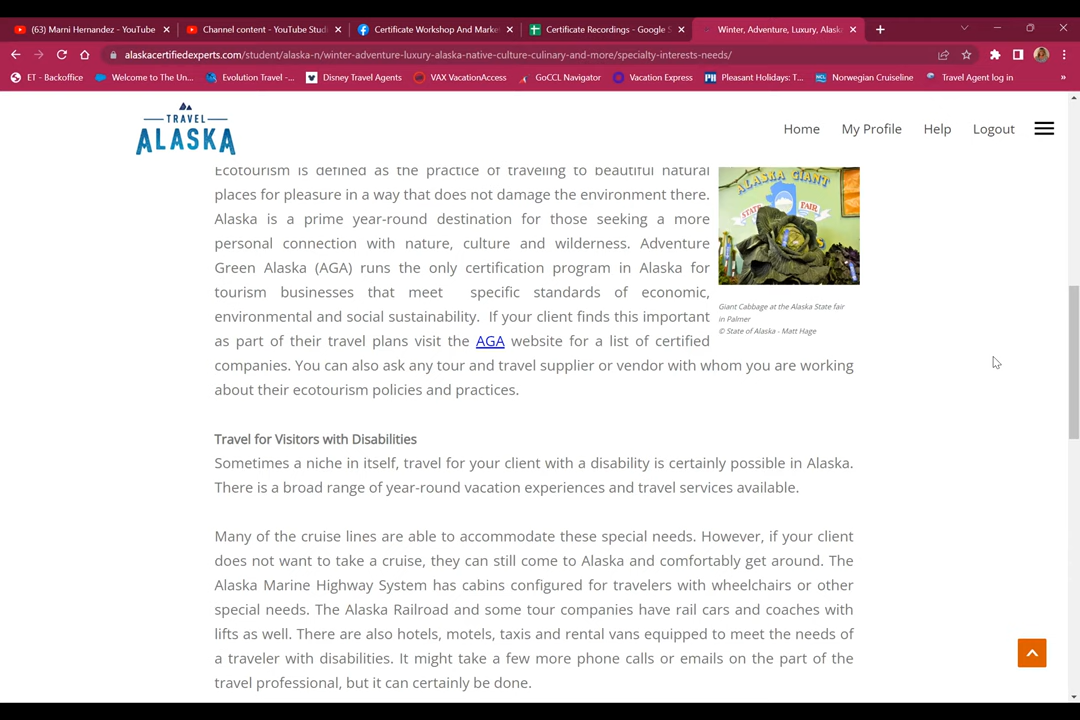 (63) Marni Hernandez - YouTube
Channel content - YouTube Stud
Certificate Workshop And Marke
Certificate Recordings - Google S
Winter, Adventure, Luxury, Alaska
alaskacertifiedexperts.com/student/alaska-n/winter-adventure-luxury-alaska-native-culture-culinary-and-more/specialty-interests-needs/
ET - Backoffice
Welcome to The Un...
Evolution Travel -...
Disney Travel Agents
VAX VacationAccess
GoCCL Navigator
Vacation Express
Pleasant Holidays: T...
Norwegian Cruiseline
Travel Agent log in
TRAVEL
ALASKA
Home
My Profile
Help
Logout
Ecotourism is defined as the practice of traveling to beautiful natural
places for pleasure in a way that does not damage the environment there.
Alaska is a prime year-round destination for those seeking a more
personal connection with nature, culture and wilderness. Adventure
Green Alaska (AGA) runs the only certification program in Alaska for
tourism businesses that meet specific standards of economic,
environmental and social sustainability. If your client finds this important
as part of their travel plans visit the AGA website for a list of certified
companies. You can also ask any tour and travel supplier or vendor with whom you are working
about their ecotourism policies and practices.
ALASKA GIANT
STATE FAIR
Giant Cabbage at the Alaska State fair
in Palmer
© State of Alaska - Matt Hage
Travel for Visitors with Disabilities
Sometimes a niche in itself, travel for your client with a disability is certainly possible in Alaska.
There is a broad range of year-round vacation experiences and travel services available.
Many of the cruise lines are able to accommodate these special needs. However, if your client
does not want to take a cruise, they can still come to Alaska and comfortably get around. The
Alaska Marine Highway System has cabins configured for travelers with wheelchairs or other
special needs. The Alaska Railroad and some tour companies have rail cars and coaches with
lifts as well. There are also hotels, motels, taxis and rental vans equipped to meet the needs of
a traveler with disabilities. It might take a few more phone calls or emails on the part of the
travel professional, but it can certainly be done.